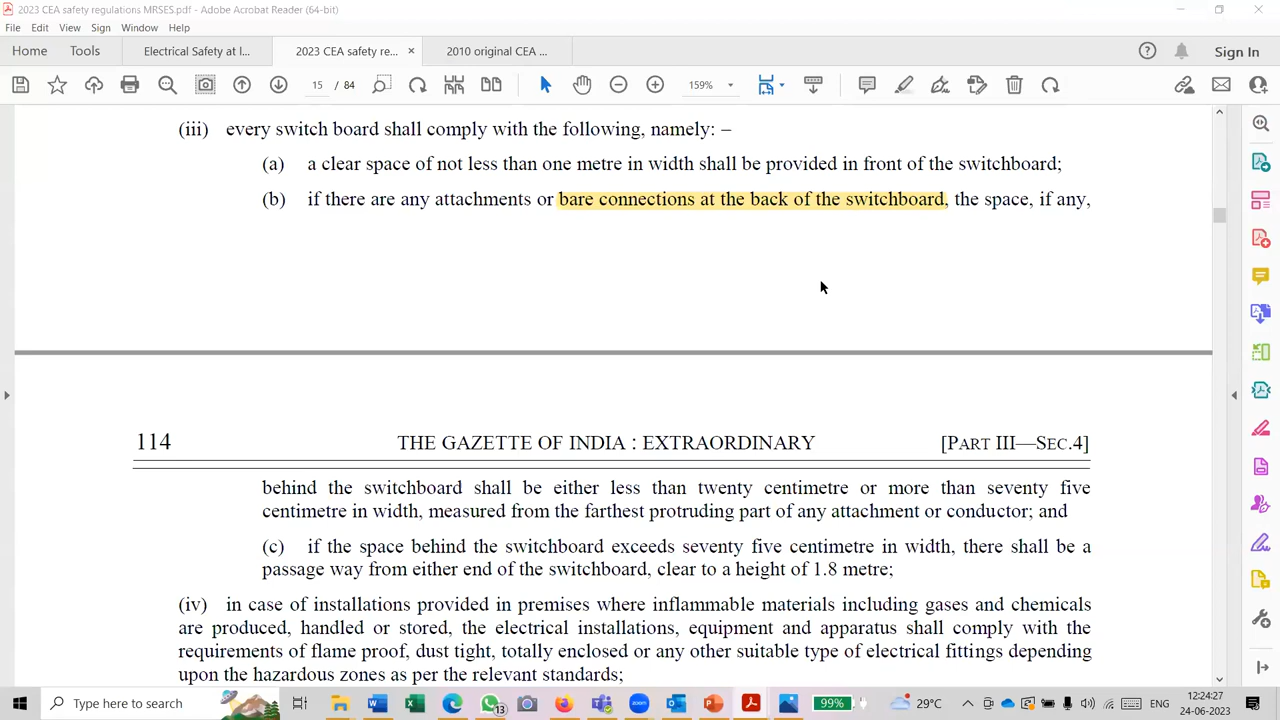 2023 CEA safety regulations MRSES.pdf - Adobe Acrobat Reader (64-bit)
File Edit View Sign Window Help
Home Tools Electrical Safety at I... 2023 CEA safety re... × 2010 original CEA ... Sign In
15 / 84 159%
(iii) every switch board shall comply with the following, namely: –
(a) a clear space of not less than one metre in width shall be provided in front of the switchboard;
(b) if there are any attachments or bare connections at the back of the switchboard, the space, if any,
114 THE GAZETTE OF INDIA : EXTRAORDINARY [PART III—SEC.4]
behind the switchboard shall be either less than twenty centimetre or more than seventy five
centimetre in width, measured from the farthest protruding part of any attachment or conductor; and
(c) if the space behind the switchboard exceeds seventy five centimetre in width, there shall be a
passage way from either end of the switchboard, clear to a height of 1.8 metre;
(iv) in case of installations provided in premises where inflammable materials including gases and chemicals
are produced, handled or stored, the electrical installations, equipment and apparatus shall comply with the
requirements of flame proof, dust tight, totally enclosed or any other suitable type of electrical fittings depending
upon the hazardous zones as per the relevant standards;
Type here to search 13 99% 29°C ENG 12:24:27
24-06-2023